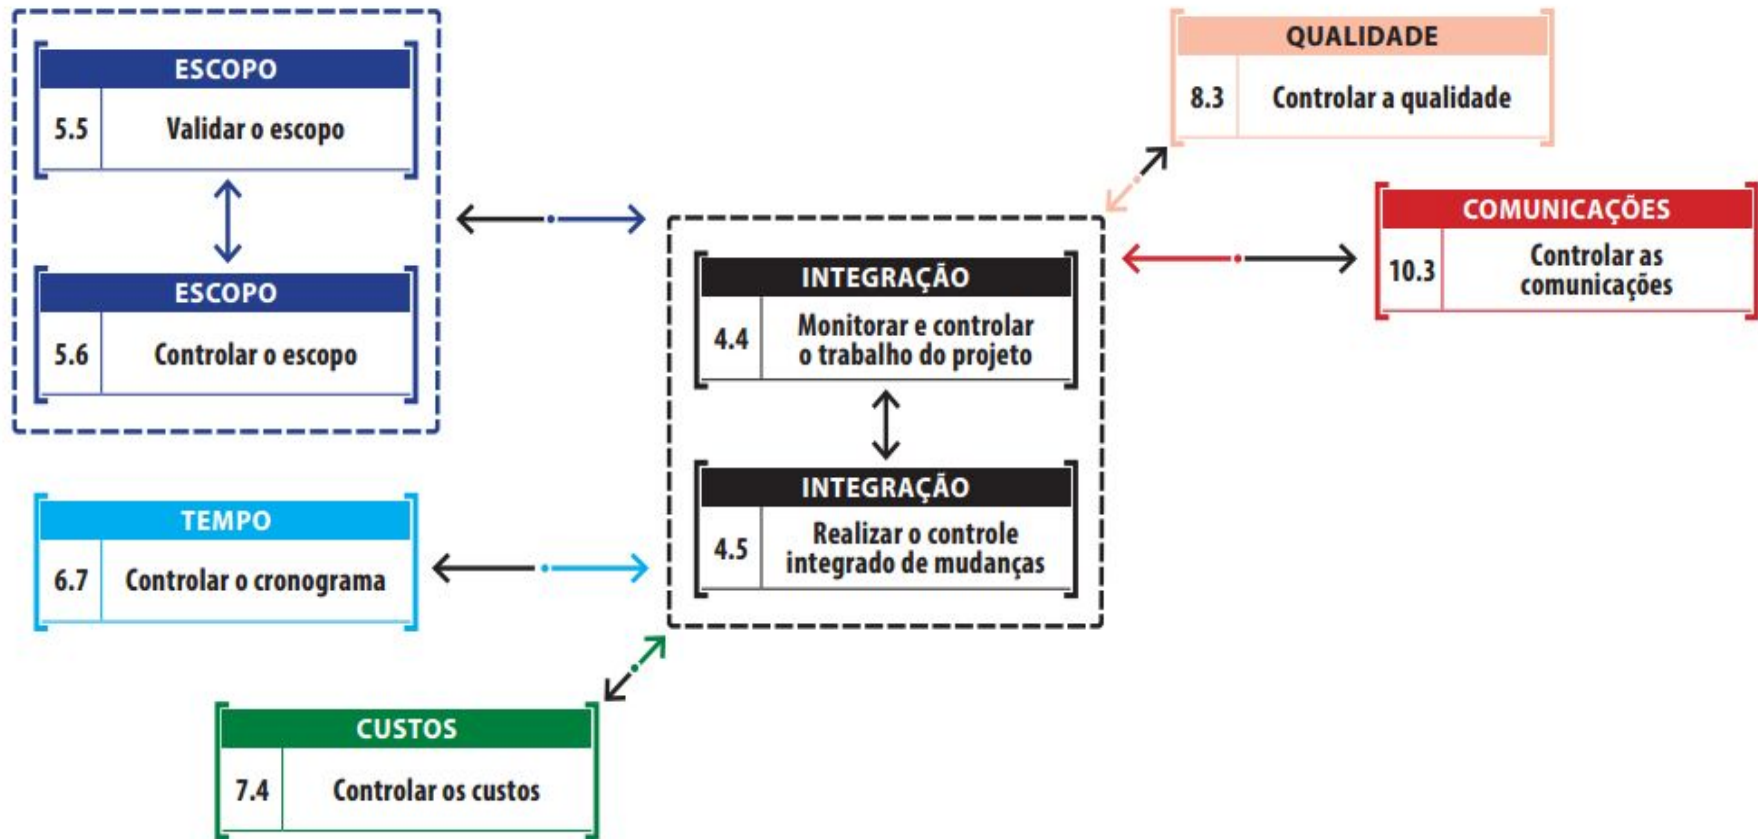 ESCOPO
5.5 Validar o escopo
ESCOPO
5.6 Controlar o escopo
TEMPO
6.7 Controlar o cronograma
CUSTOS
7.4 Controlar os custos
INTEGRAÇÃO
4.4 Monitorar e controlar
o trabalho do projeto
INTEGRAÇÃO
4.5 Realizar o controle
integrado de mudanças
QUALIDADE
8.3 Controlar a qualidade
COMUNICAÇÕES
10.3 Controlar as
comunicações